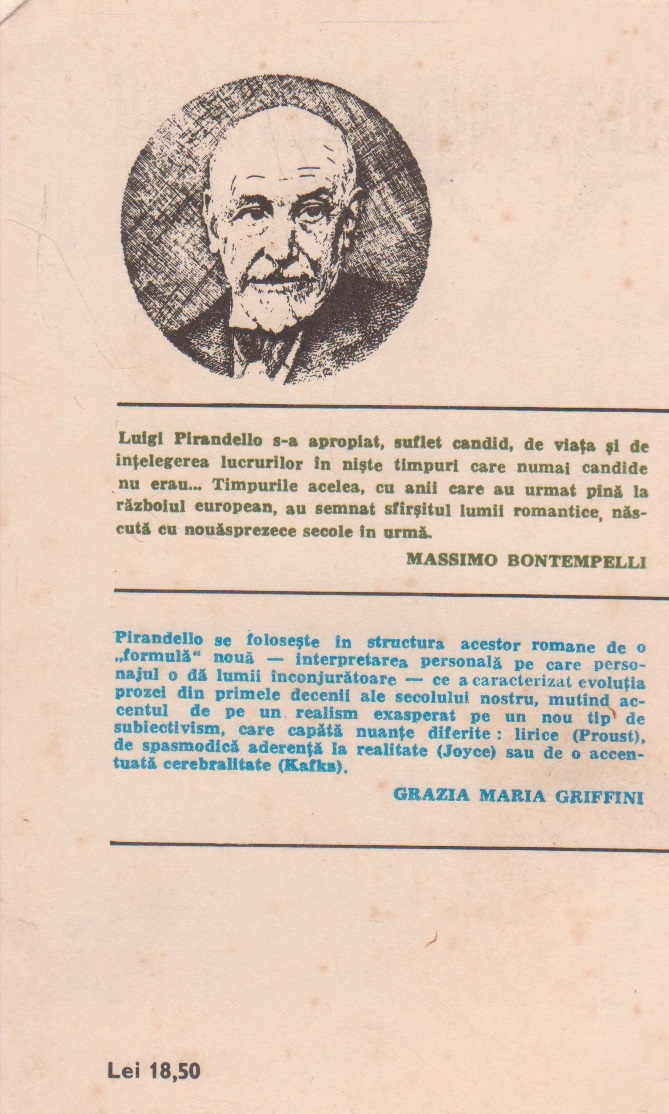 Luigi Pirandello s-a apropiat, suflet candid, de viața și de
înțelegerea lucrurilor în niște timpuri care numai candide
nu erau... Timpurile acelea, cu anii care au urmat pînă la
războiul european, au semnat sfîrșitul lumii romantice, năs-
cută cu nouăsprezece secole în urmă.
MASSIMO BONTEMPELLI
Pirandello se folosește în structura acestor romane de o
„formulă“ nouă — interpretarea personală pe care perso-
najul o dă lumii înconjurătoare — ce a caracterizat evoluția
prozei din primele decenii ale secolului nostru, mutînd ac-
centul de pe un realism exasperat pe un nou tip de
subiectivism, care capătă nuanțe diferite : lirice (Proust),
de spasmodică aderență la realitate (Joyce) sau de o accen-
tuată cerebralitate (Kafka).
GRAZIA MARIA GRIFFINI
Lei 18,50